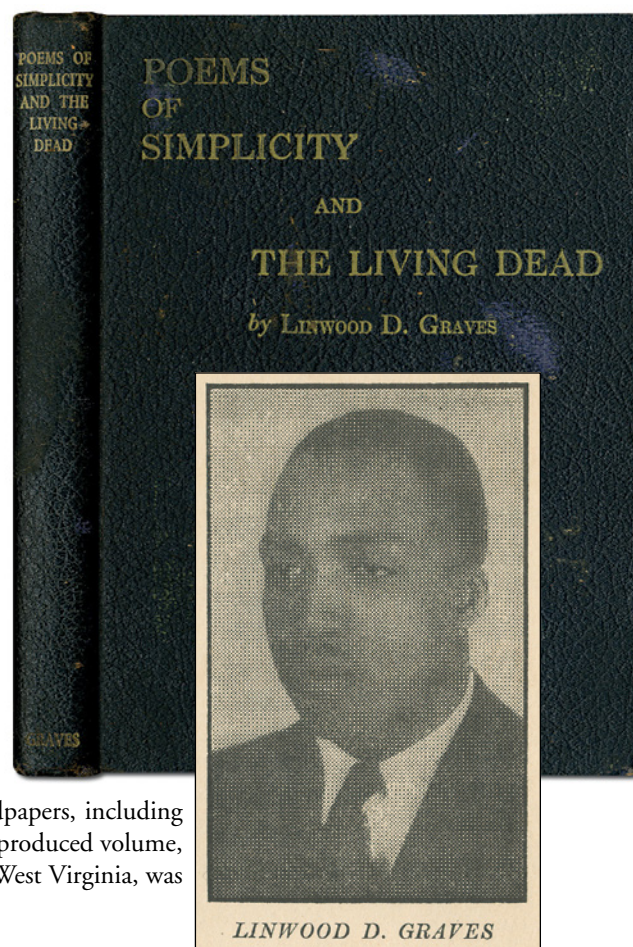 POEMS OF
SIMPLICITY
AND THE
LIVING
DEAD
GRAVES
POEMS
OF
SIMPLICITY
AND
THE LIVING DEAD
by LINWOOD D. GRAVES
dpapers, including
produced volume,
West Virginia, was
LINWOOD D. GRAVES